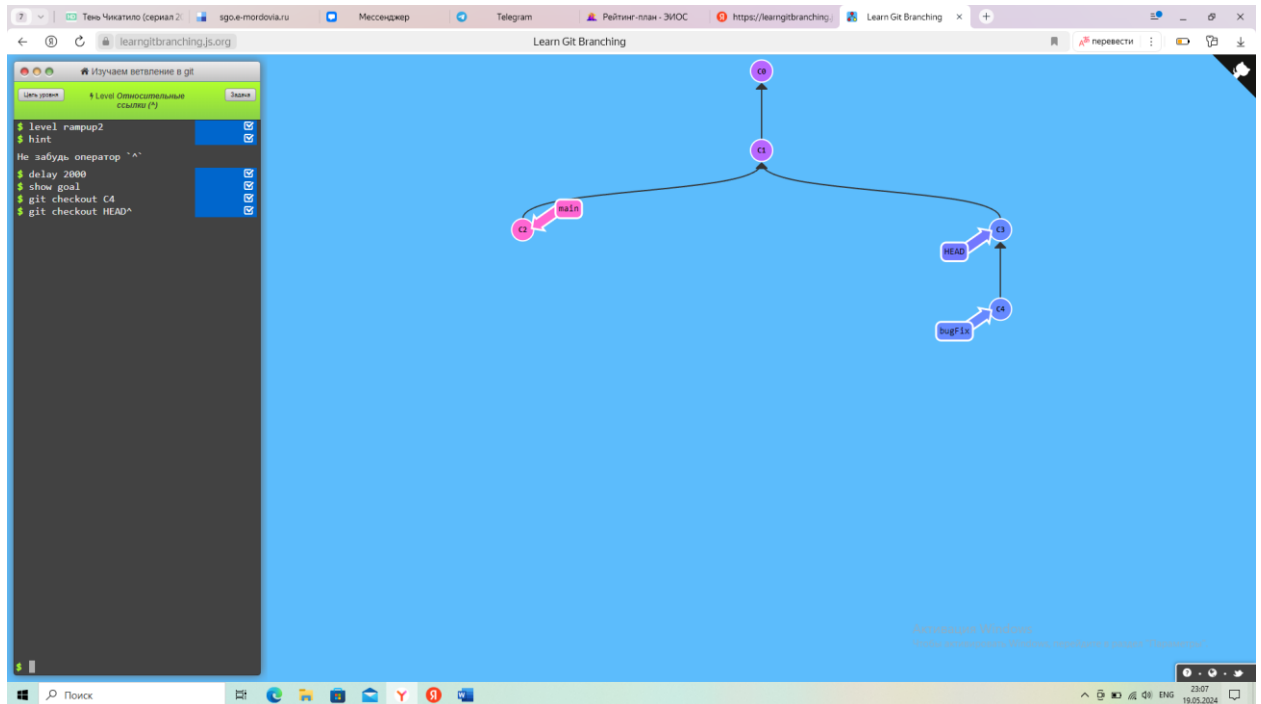 7
Тень Чикатило (сериал 20
sgo.e-mordovia.ru
Мессенджер
Telegram
Рейтинг-план - ЭИОС
https://learngitbranching.j
Learn Git Branching
learngitbranching.js.org
Learn Git Branching
перевести
Изучаем ветвление в git
Цель уровня
Level Относительные
ссылки (^)
Задача
$ level rampup2
$ hint
Не забудь оператор `^`
$ delay 2000
$ show goal
$ git checkout C4
$ git checkout HEAD^
$
C0
C1
main
C2
C3
HEAD
C4
bugFix
Поиск
ENG
23:07
19.05.2024